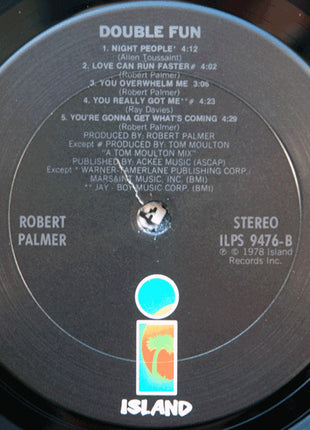 DOUBLE FUN
1. NIGHT PEOPLE* 4:12
(Allen Toussaint)
2. LOVE CAN RUN FASTER# 4:02
(Robert Palmer)
3. YOU OVERWHELM ME 3:06
(Robert Palmer)
4. YOU REALLY GOT ME**# 4:23
(Ray Davies)
5. YOU'RE GONNA GET WHAT'S COMING 4:29
(Robert Palmer)
PRODUCED BY: ROBERT PALMER
Except # PRODUCED BY: TOM MOULTON
"A TOM MOULTON MIX"
PUBLISHED BY: ACKEE MUSIC (ASCAP)
Except * WARNER-TAMERLANE PUBLISHING CORP./
MARSAINT MUSIC, INC. (BMI)
** JAY-BOY MUSIC CORP. (BMI)
ROBERT
PALMER
STEREO
ILPS 9476-B
℗ © 1978 Island
Records Inc.
i
ISLAND